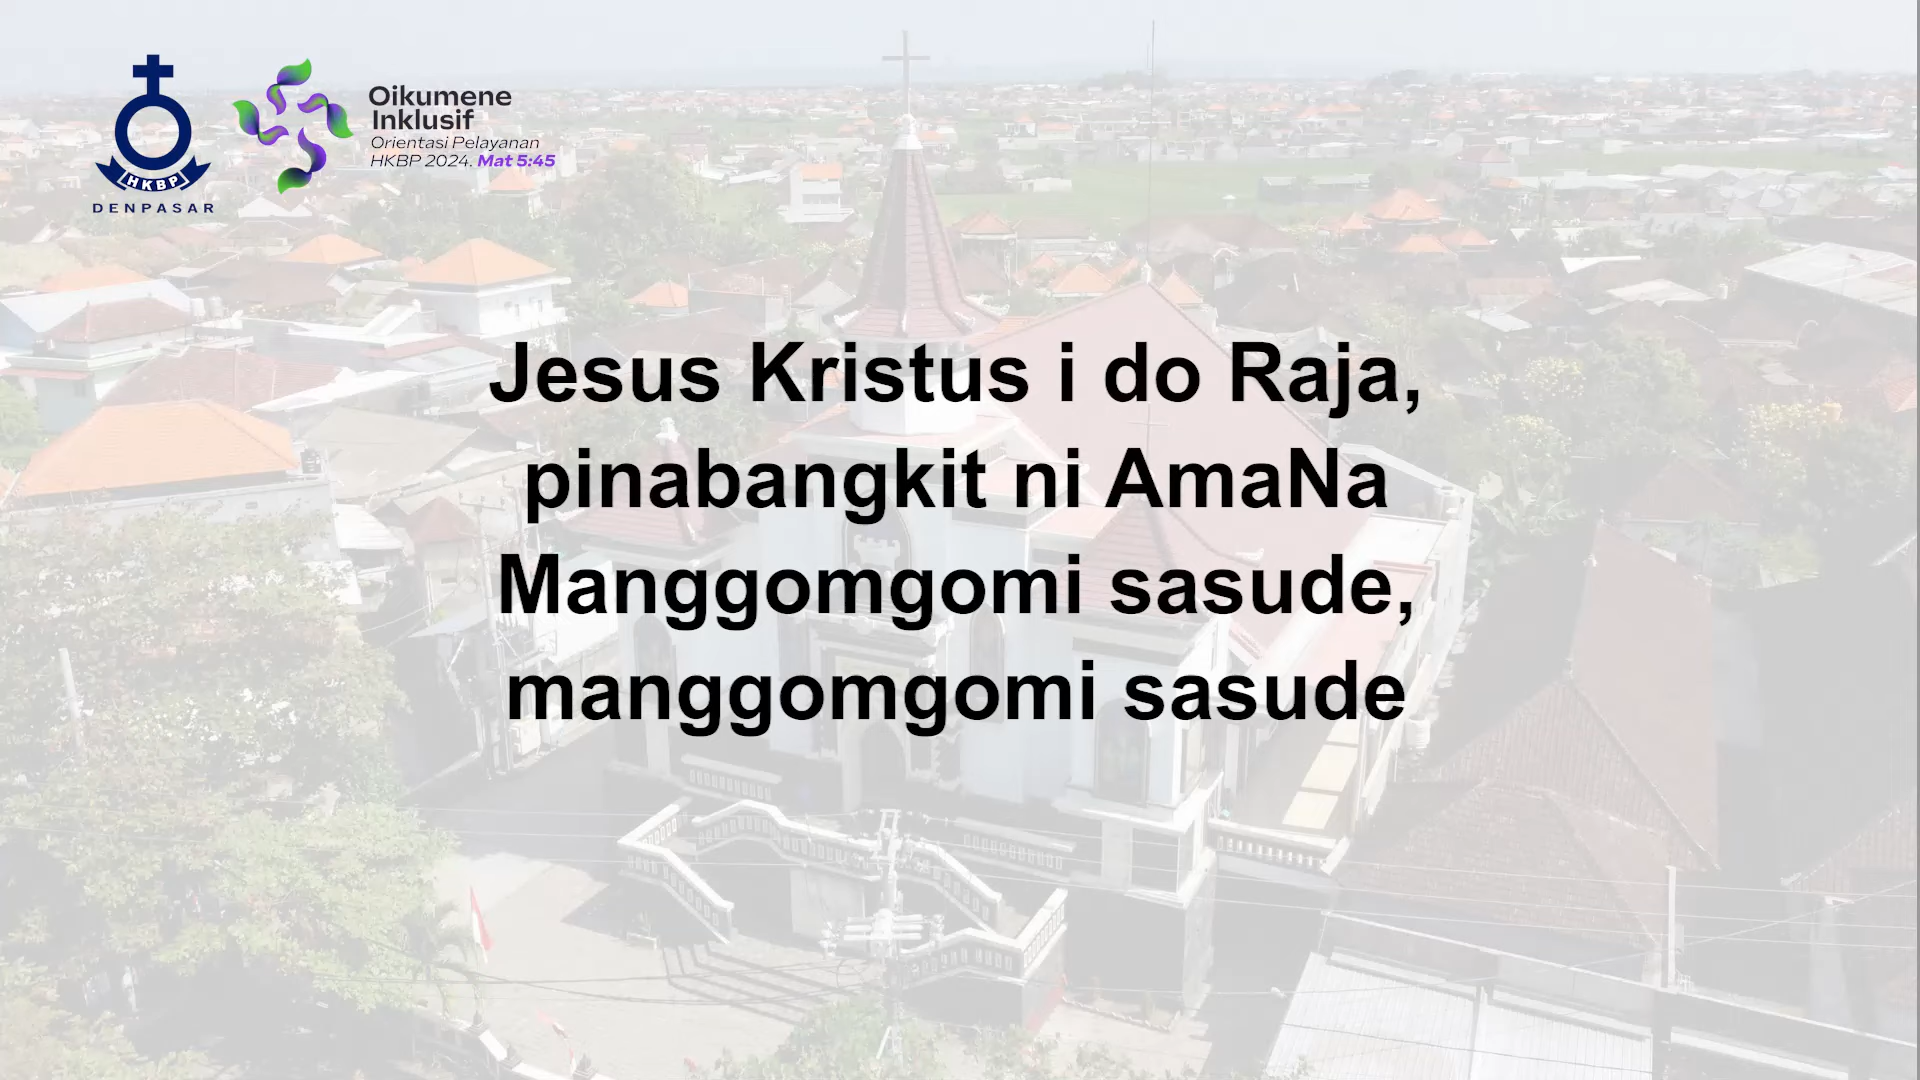 HKBP
DENPASAR
Oikumene
Inklusif
Orientasi Pelayanan
HKBP 2024. Mat 5:45
Jesus Kristus i do Raja,
pinabangkit ni AmaNa
Manggomgomi sasude,
manggomgomi sasude